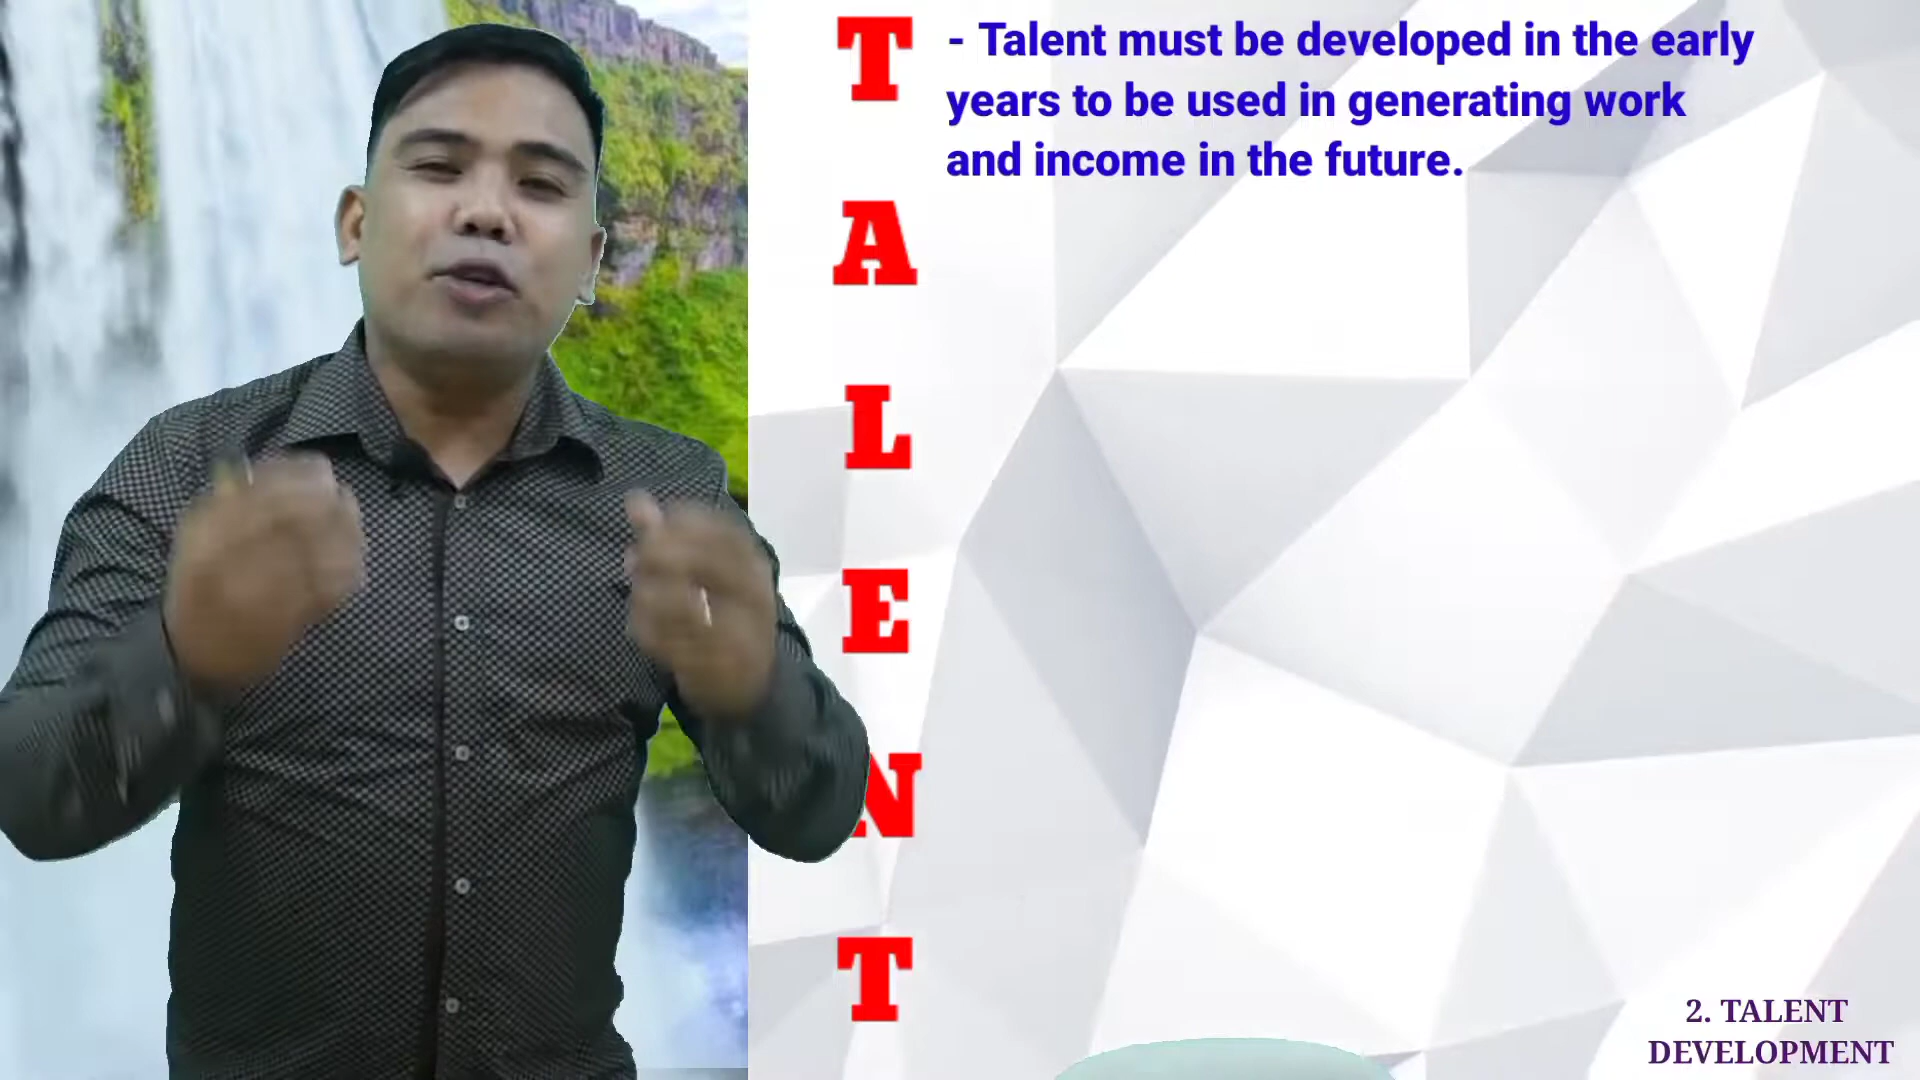 T
- Talent must be developed in the early
years to be used in generating work
and income in the future.
A
L
E
N
T
2. TALENT
DEVELOPMENT